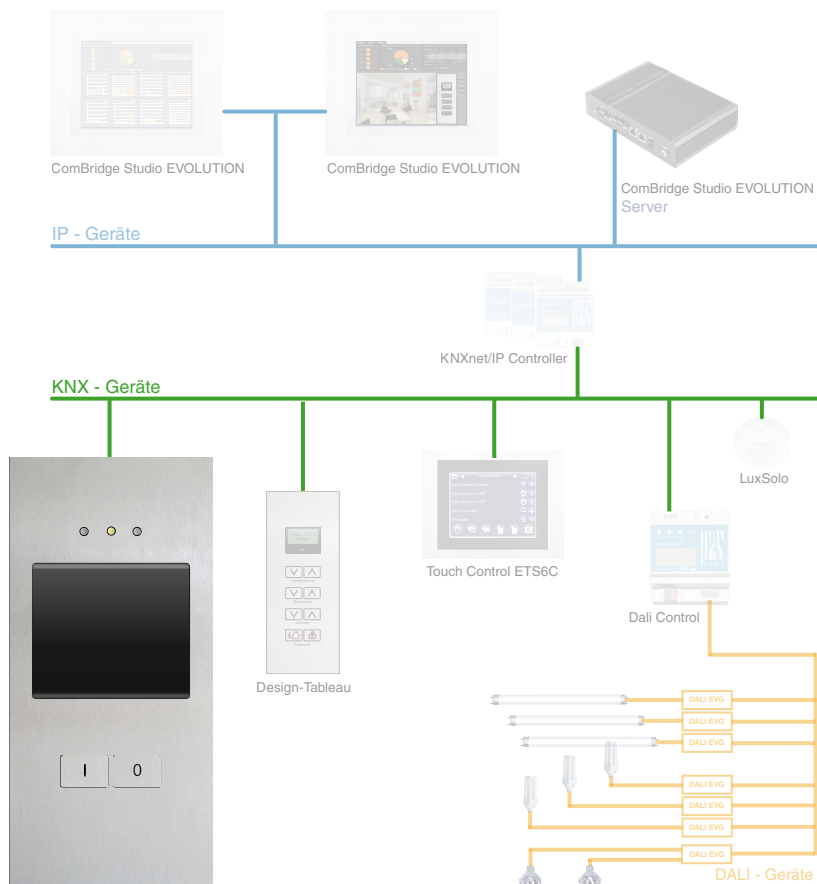 ComBridge Studio EVOLUTION
ComBridge Studio EVOLUTION
ComBridge Studio EVOLUTION
Server
IP - Geräte
KNXnet/IP Controller
KNX - Geräte
LuxSolo
Touch Control ETS6C
Dali Control
Design-Tableau
I 0
DALI EVG
DALI EVG
DALI EVG
DALI EVG
DALI EVG
DALI EVG
DALI EVG
DALI - Geräte